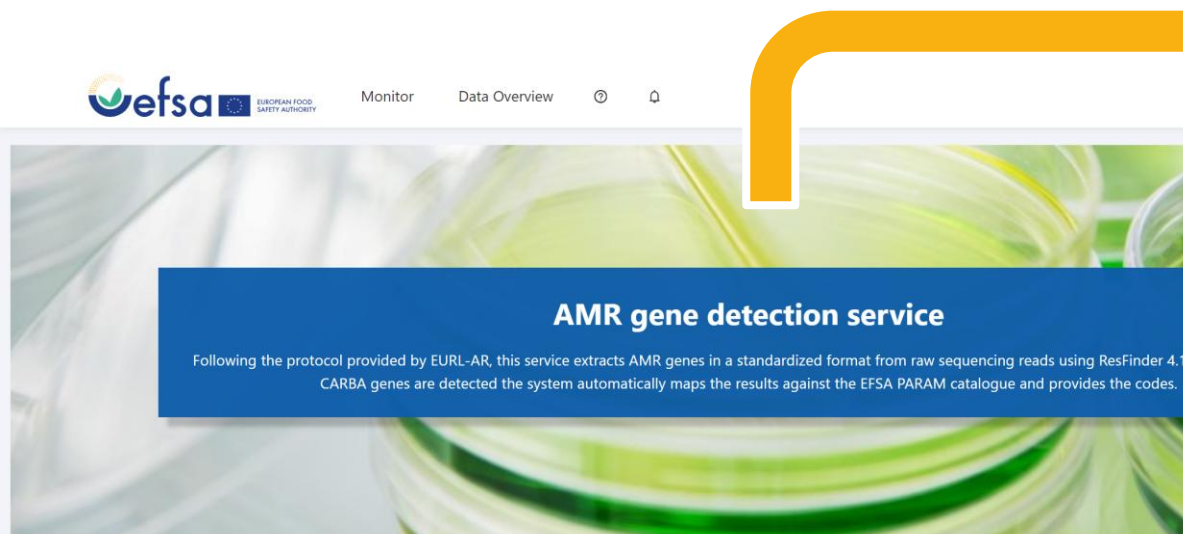 efsa
EUROPEAN FOOD
SAFETY AUTHORITY
Monitor
Data Overview
AMR gene detection service
Following the protocol provided by EURL-AR, this service extracts AMR genes in a standardized format from raw sequencing reads using ResFinder 4.1
CARBA genes are detected the system automatically maps the results against the EFSA PARAM catalogue and provides the codes.